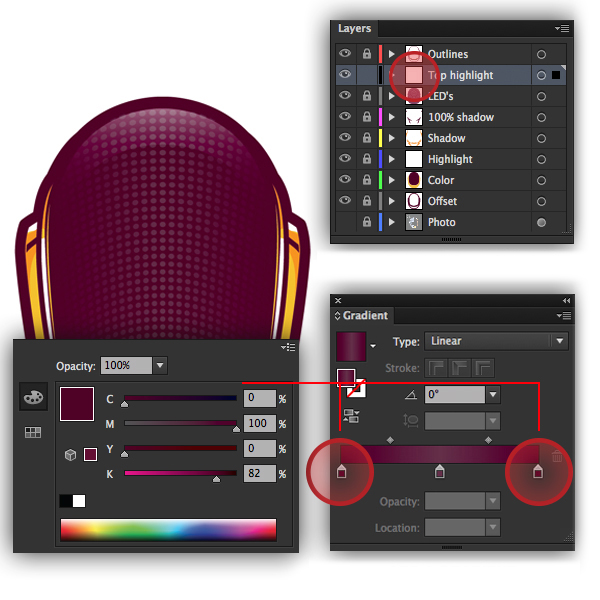 Layers
Outlines
Top highlight
LED's
100% shadow
Shadow
Highlight
Color
Offset
Photo
Gradient
Type: Linear
Stroke:
0°
Opacity:
Location:
Opacity: 100%
C 0 %
M 100 %
Y 0 %
K 82 %